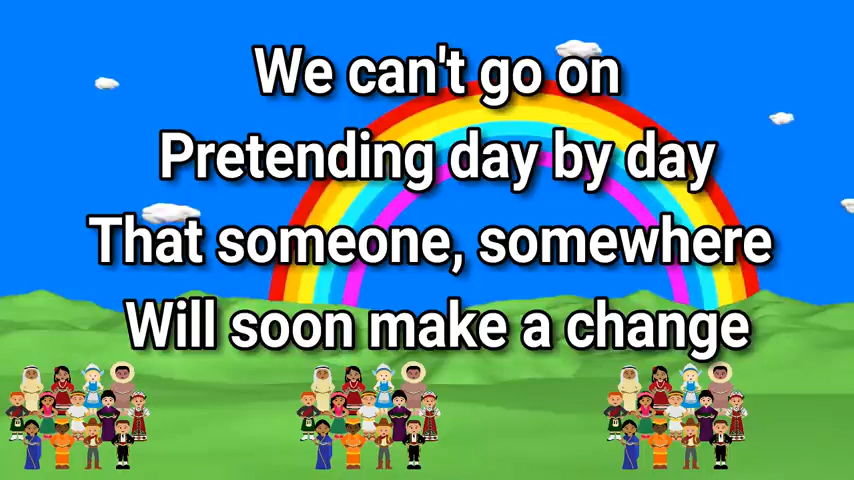 We can't go on
Pretending day by day
That someone, somewhere
Will soon make a change